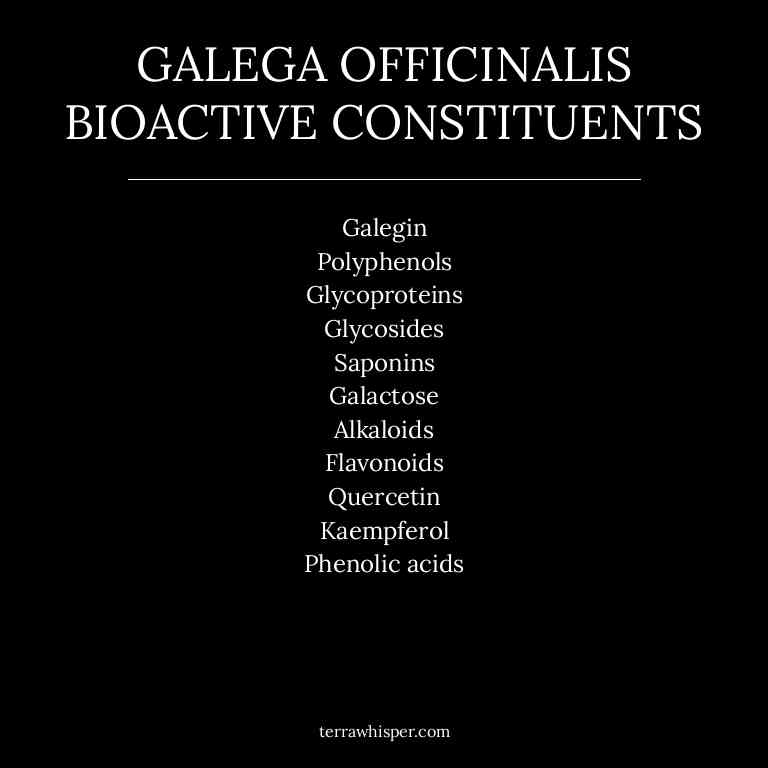 GALEGA OFFICINALIS
BIOACTIVE CONSTITUENTS
Galegin
Polyphenols
Glycoproteins
Glycosides
Saponins
Galactose
Alkaloids
Flavonoids
Quercetin
Kaempferol
Phenolic acids
terrawhisper.com